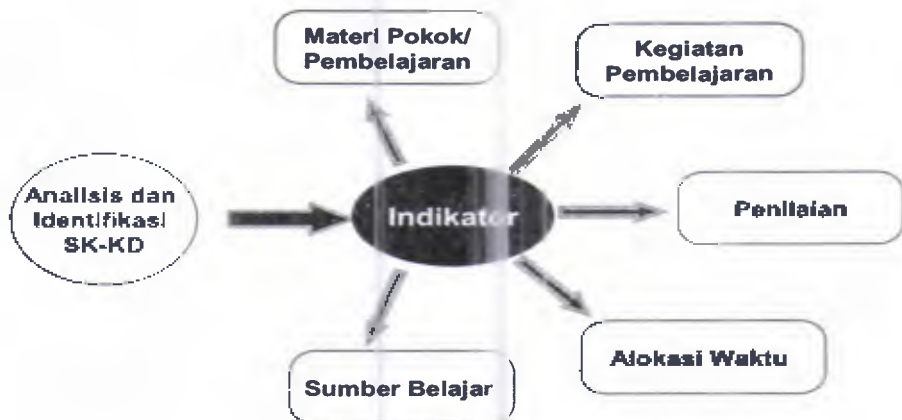 Materi Pokok/
Pembelajaran
Kegiatan
Pembelajaran
Analisis dan
Identifikasi
SK-KD
Indikator
Penilaian
Alokasi Waktu
Sumber Belajar